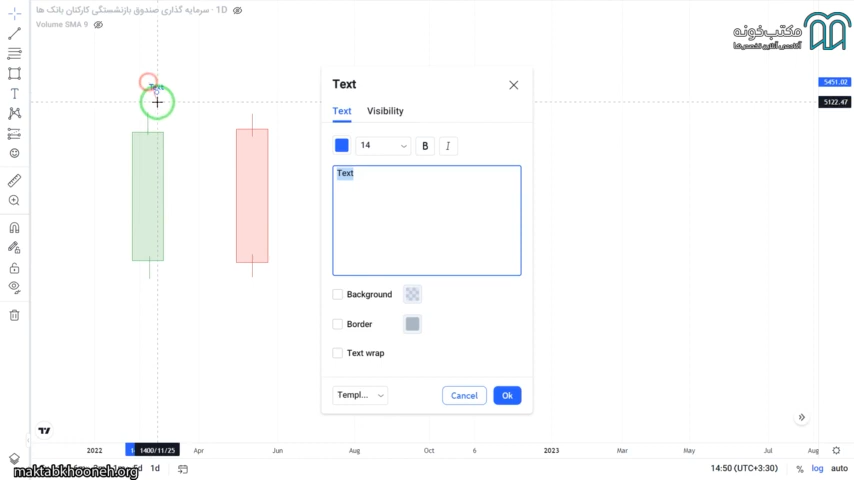 سرمایه گذاری صندوق بازنشستگی کارکنان بانک ها · 1D
Volume SMA 9
مکتب‌خونه
آکادمی آنلاین تخصص‌ها
Text
5451.02
5122.47
Text
Text
Visibility
14
B
I
Text
Background
Border
Text wrap
Templ...
Cancel
Ok
2022
1400/11/25
Apr
Jun
Aug
Oct
6
2023
Mar
May
Jul
Aug
1d
14:50 (UTC+3:30)
%
log
auto
maktabkhooneh.org